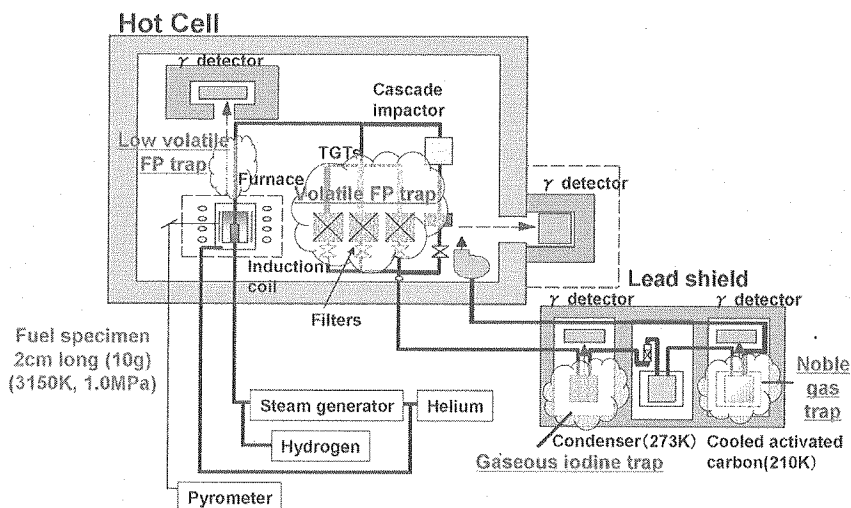 Hot Cell
γ detector
Cascade
impactor
Low volatile
FP trap
TGTs
Furnace
Volatile FP trap
γ detector
Induction
coil
Filters
Lead shield
γ detector
γ detector
Fuel specimen
2cm long (10g)
(3150K, 1.0MPa)
Noble
gas
trap
Steam generator
Helium
Hydrogen
Condenser(273K)
Cooled activated
carbon(210K)
Gaseous iodine trap
Pyrometer